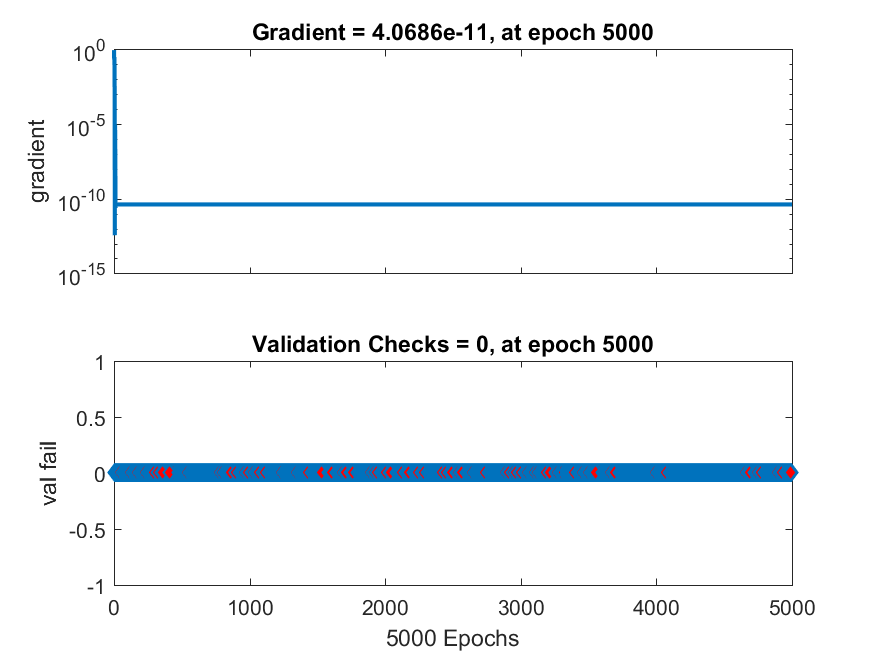 Gradient = 4.0686e-11, at epoch 5000
10^0
10^-5
10^-10
10^-15
gradient
Validation Checks = 0, at epoch 5000
1
0.5
0
-0.5
-1
val fail
0 1000 2000 3000 4000 5000
5000 Epochs